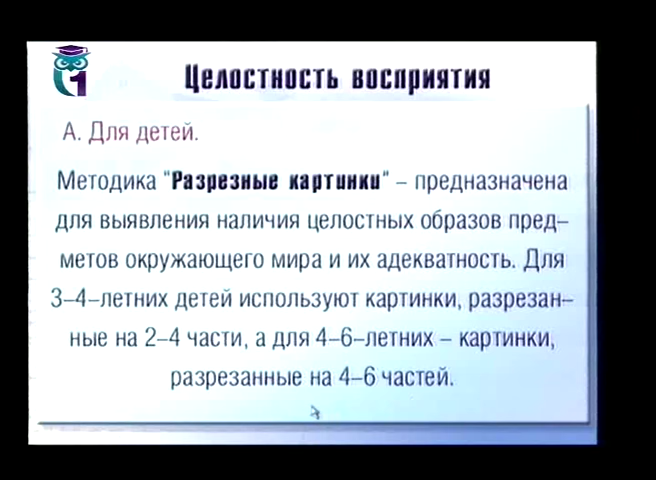 1
Целостность восприятия
А. Для детей.
Методика "Разрезные картинки" – предназначена
для выявления наличия целостных образов пред–
метов окружающего мира и их адекватность. Для
3–4–летних детей используют картинки, разрезан–
ные на 2–4 части, а для 4–6–летних – картинки,
разрезанные на 4–6 частей.